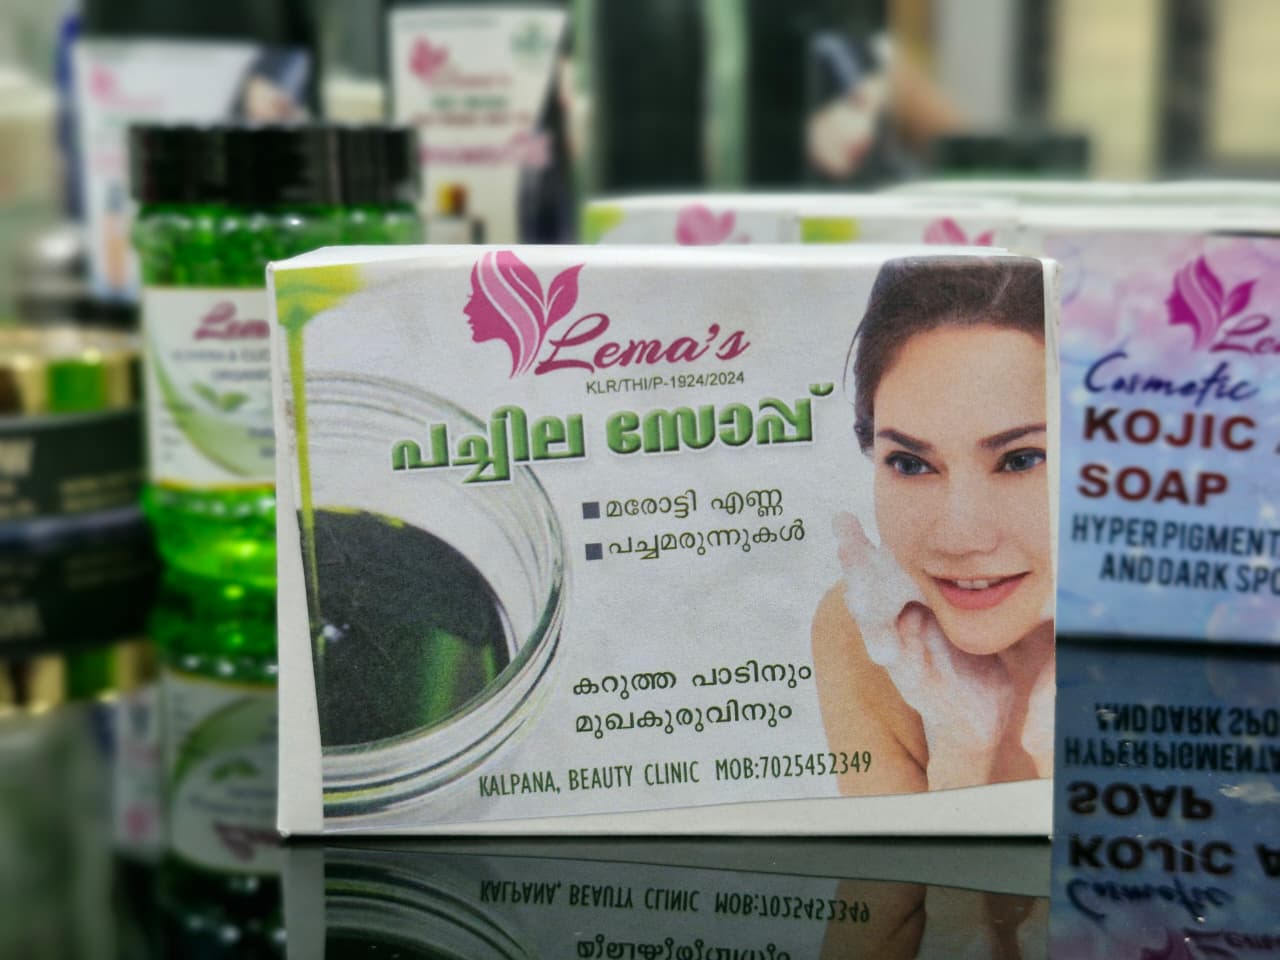 Lema's
KLR/THI/P-1924/2024
പച്ചില സോപ്പ്
മരോട്ടി എണ്ണ
പച്ചമരുന്നുകൾ
കറുത്ത പാടിനും
മുഖകുരുവിനും
KALPANA, BEAUTY CLINIC MOB:7025452349
Cosmetic
KOJIC
SOAP
HYPER PIGMENT
AND DARK SPO